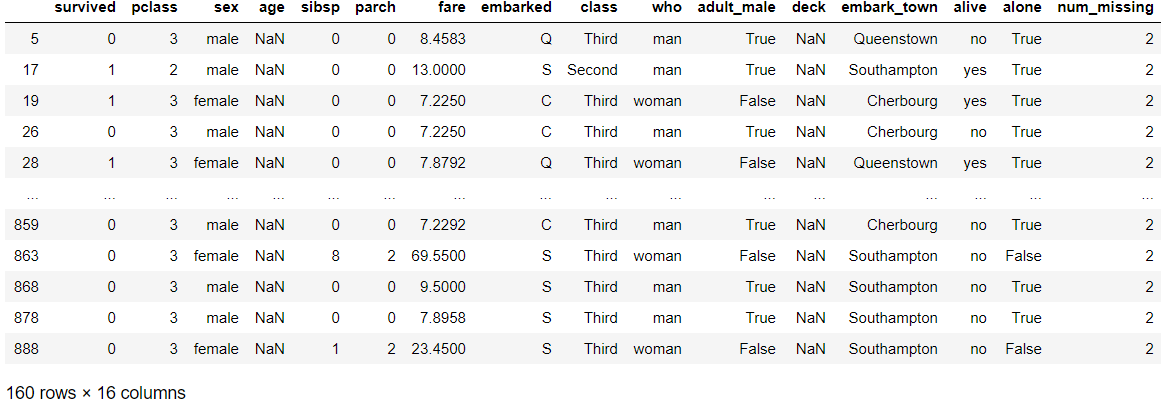 survived pclass sex age sibsp parch fare embarked class who adult_male deck embark_town alive alone num_missing
5 0 3 male NaN 0 0 8.4583 Q Third man True NaN Queenstown no True 2
17 1 2 male NaN 0 0 13.0000 S Second man True NaN Southampton yes True 2
19 1 3 female NaN 0 0 7.2250 C Third woman False NaN Cherbourg yes True 2
26 0 3 male NaN 0 0 7.2250 C Third man True NaN Cherbourg no True 2
28 1 3 female NaN 0 0 7.8792 Q Third woman False NaN Queenstown yes True 2
... ... ... ... ... ... ... ... ... ... ... ... ... ... ... ... ...
859 0 3 male NaN 0 0 7.2292 C Third man True NaN Cherbourg no True 2
863 0 3 female NaN 8 2 69.5500 S Third woman False NaN Southampton no False 2
868 0 3 male NaN 0 0 9.5000 S Third man True NaN Southampton no True 2
878 0 3 male NaN 0 0 7.8958 S Third man True NaN Southampton no True 2
888 0 3 female NaN 1 2 23.4500 S Third woman False NaN Southampton no False 2
160 rows × 16 columns